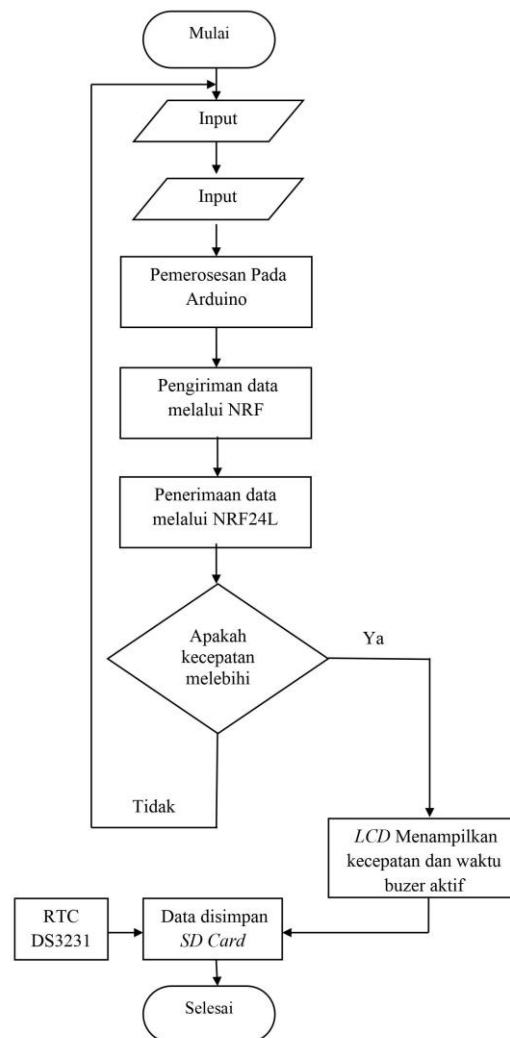 Mulai
Input
Input
Pemerosesan Pada
Arduino
Pengiriman data
melalui NRF
Penerimaan data
melalui NRF24L
Apakah
kecepatan
melebihi
Ya
Tidak
LCD Menampilkan
kecepatan dan waktu
buzer aktif
RTC
DS3231
Data disimpan
SD Card
Selesai